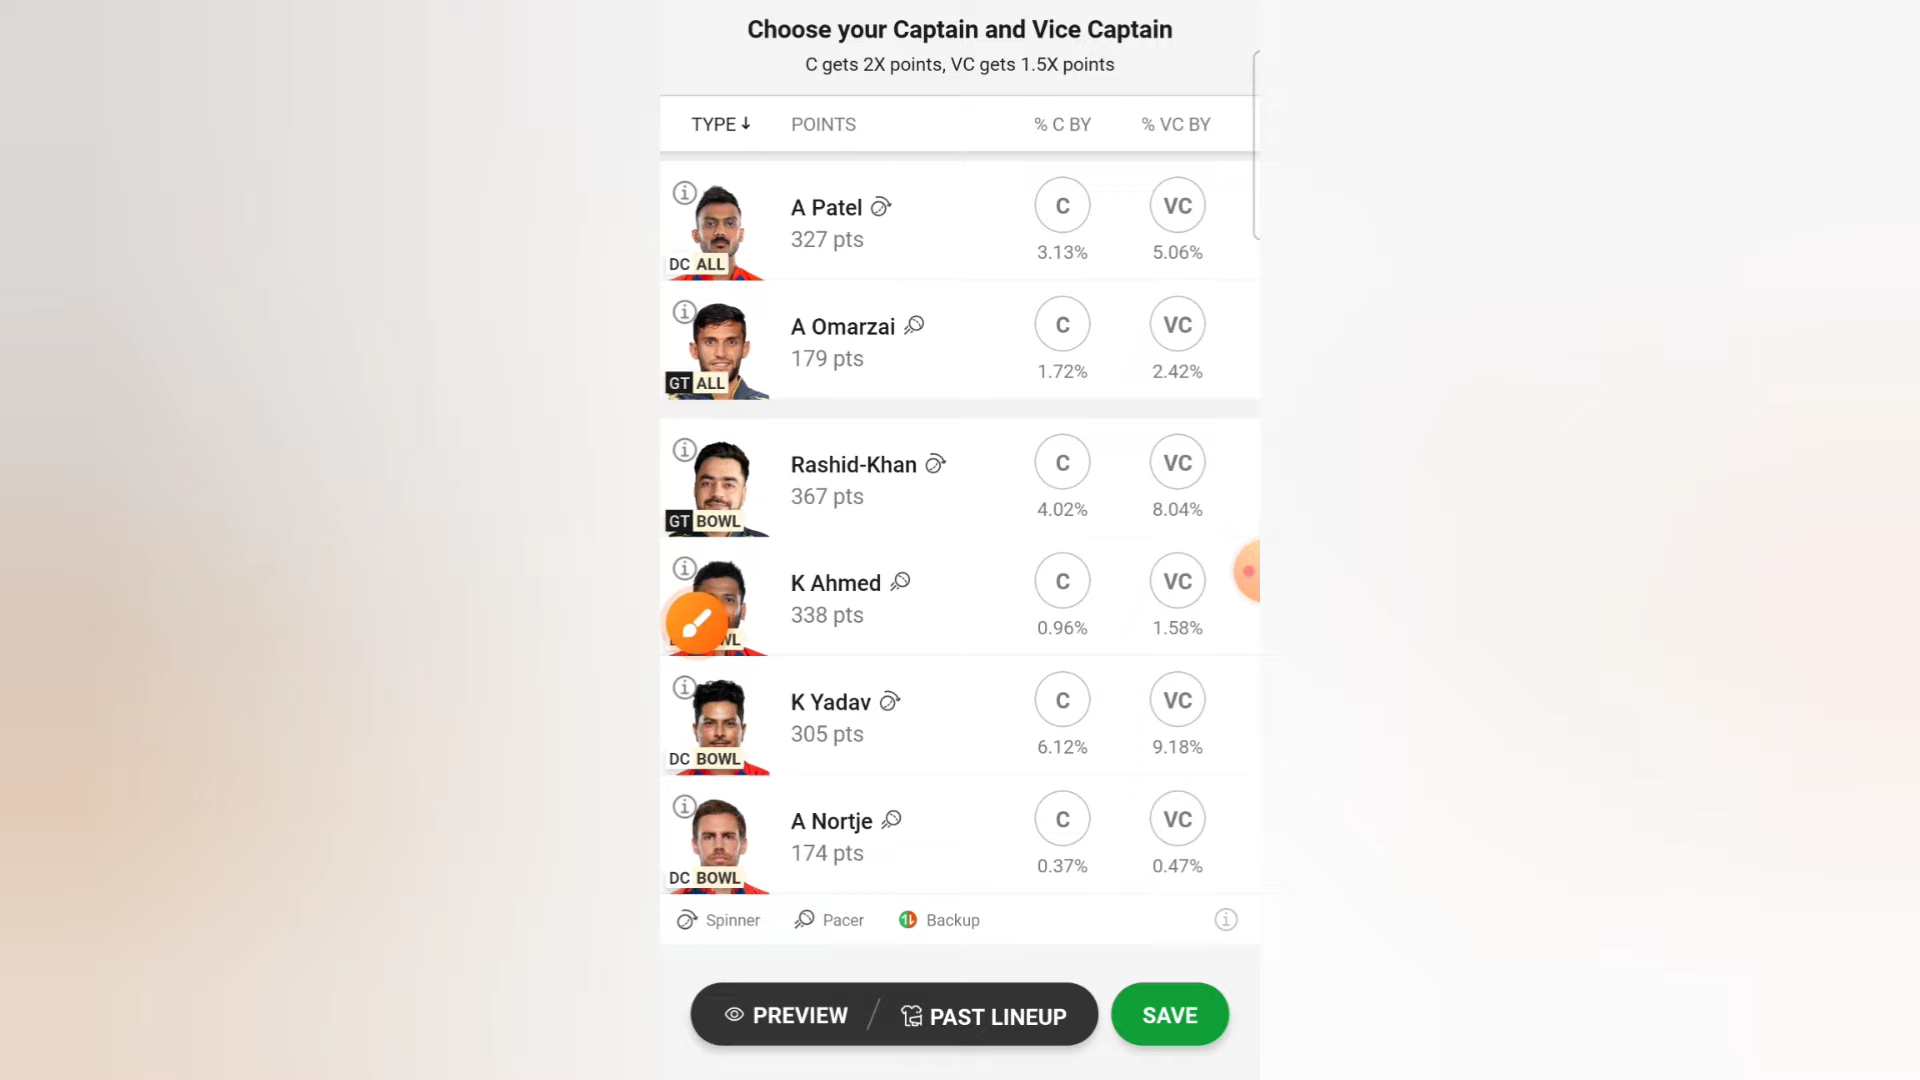 Choose your Captain and Vice Captain
C gets 2X points, VC gets 1.5X points
TYPE↓ POINTS % C BY % VC BY
A Patel C VC
327 pts
DC ALL 3.13% 5.06%
A Omarzai C VC
179 pts
GT ALL 1.72% 2.42%
Rashid-Khan C VC
367 pts
GT BOWL 4.02% 8.04%
K Ahmed C VC
338 pts
WL 0.96% 1.58%
K Yadav C VC
305 pts
DC BOWL 6.12% 9.18%
A Nortje C VC
174 pts
DC BOWL 0.37% 0.47%
Spinner Pacer Backup
PREVIEW / PAST LINEUP SAVE